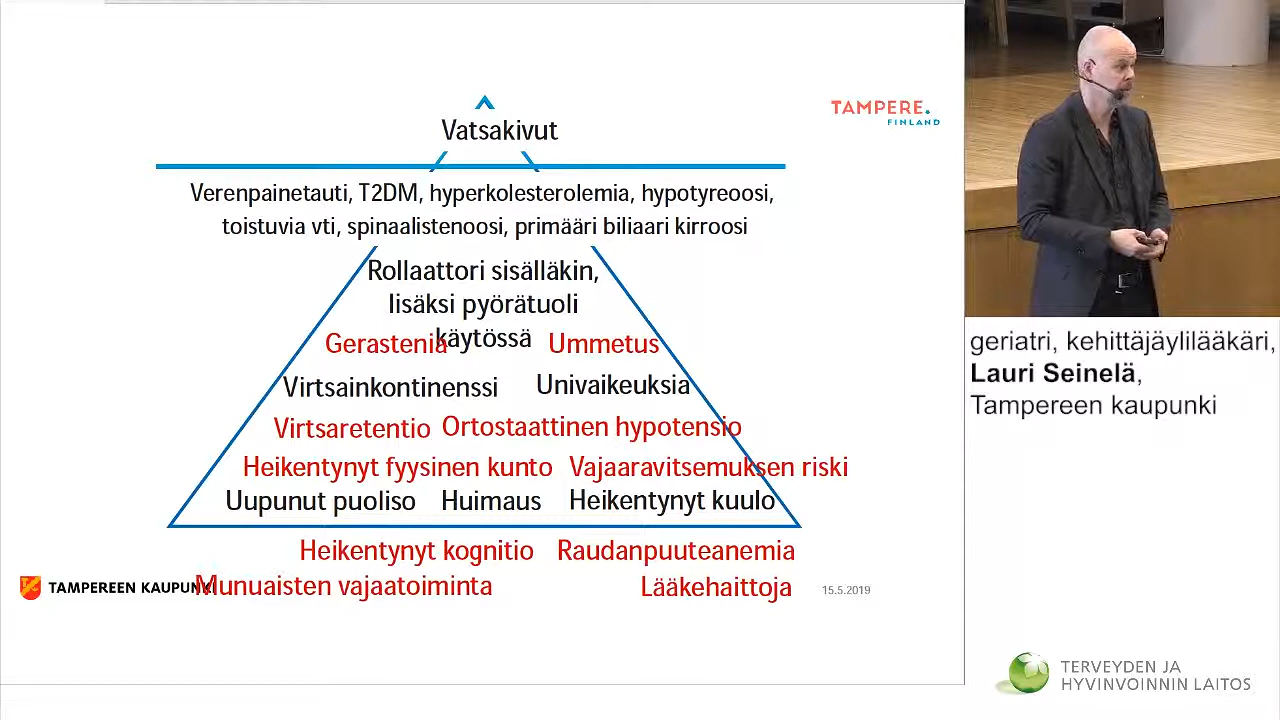 TAMPERE.
FINLAND
Vatsakivut
Verenpainetauti, T2DM, hyperkolesterolemia, hypotyreoosi,
toistuvia vti, spinaalistenoosi, primääri biliaari kirroosi
Rollaattori sisälläkin,
lisäksi pyörätuoli
käytössä
Gerastenia Ummetus
Virtsainkontinenssi Univaikeuksia
Virtsaretentio Ortostaattinen hypotensio
Heikentynyt fyysinen kunto Vajaaravitsemuksen riski
Uupunut puoliso Huimaus Heikentynyt kuulo
Heikentynyt kognitio Raudanpuuteanemia
TAMPEREEN KAUPUNKI Munuaisten vajaatoiminta Lääkehaittoja 15.5.2019
geriatri, kehittäjäylilääkäri,
Lauri Seinelä,
Tampereen kaupunki
TERVEYDEN JA
HYVINVOINNIN LAITOS